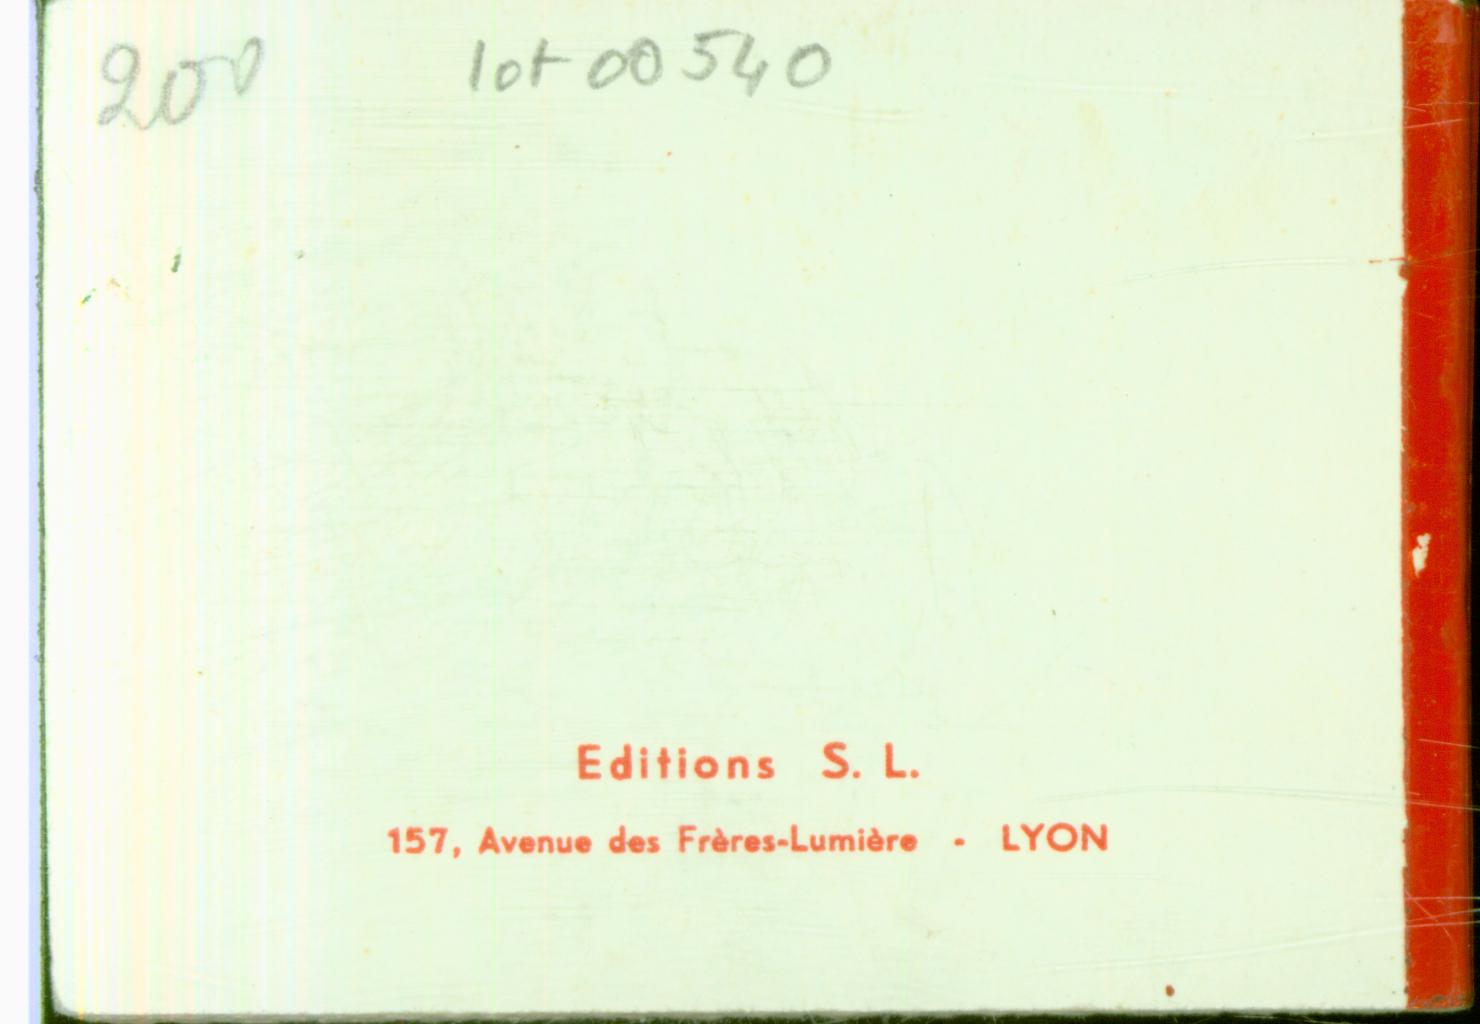 200 lot 00540
Editions S. L.
157, Avenue des Frères-Lumière - LYON